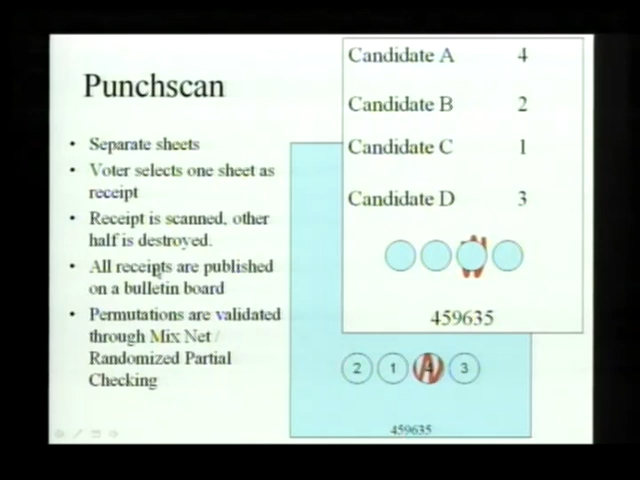 Punchscan
• Separate sheets
• Voter selects one sheet as
receipt
• Receipt is scanned, other
half is destroyed.
• All receipts are published
on a bulletin board
• Permutations are validated
through Mix Net /
Randomized Partial
Checking
Candidate A 4
Candidate B 2
Candidate C 1
Candidate D 3
459635
2 1 4 3
459635